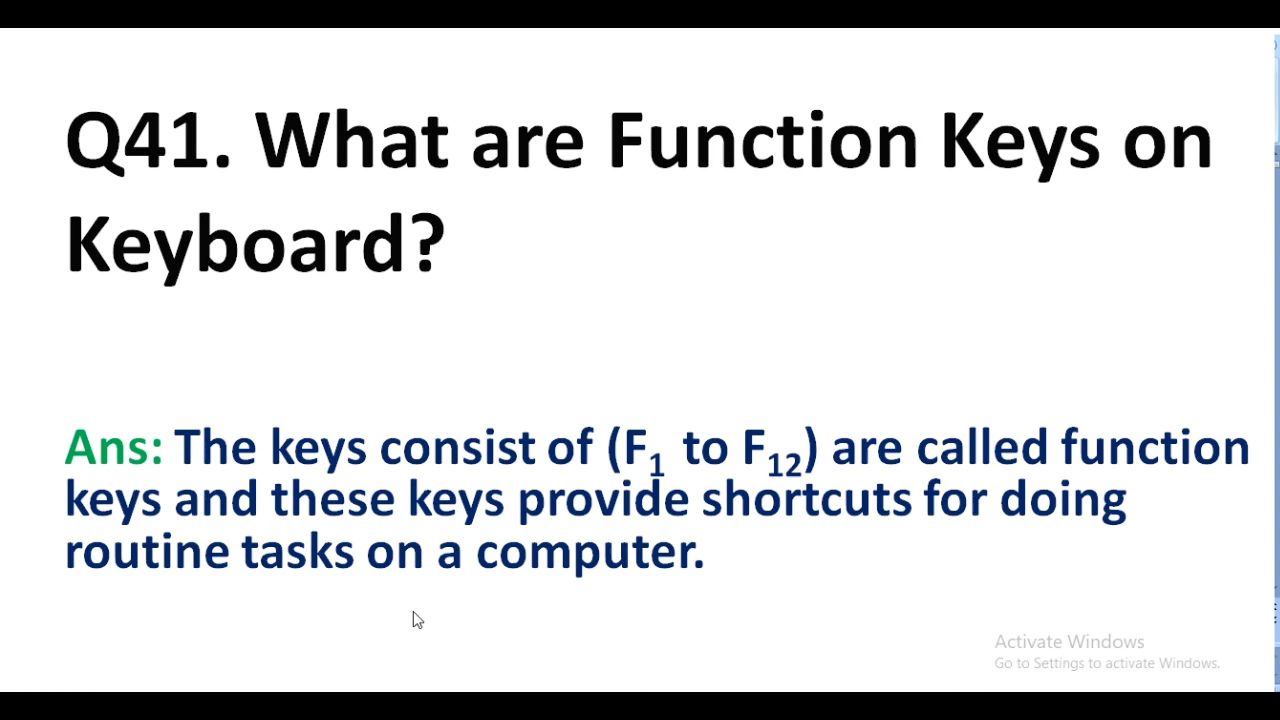 Q41. What are Function Keys on
Keyboard?
Ans: The keys consist of (F₁ to F₁₂) are called function
keys and these keys provide shortcuts for doing
routine tasks on a computer.
Activate Windows
Go to Settings to activate Windows.